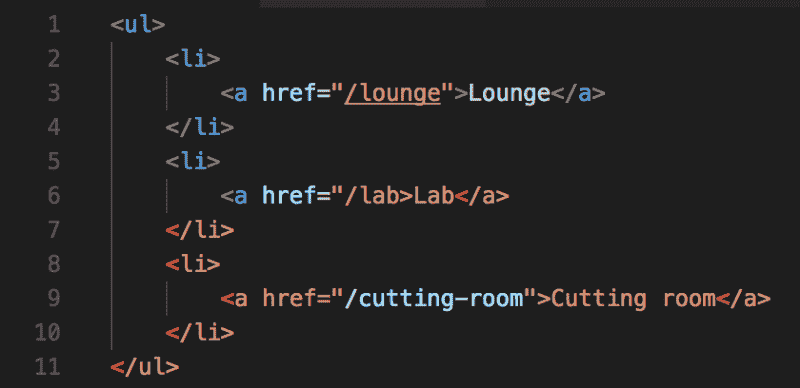 1 <ul>
2 <li>
3 <a href="/lounge">Lounge</a>
4 </li>
5 <li>
6 <a href="/lab>Lab</a>
7 </li>
8 <li>
9 <a href="/cutting-room">Cutting room</a>
10 </li>
11 </ul>